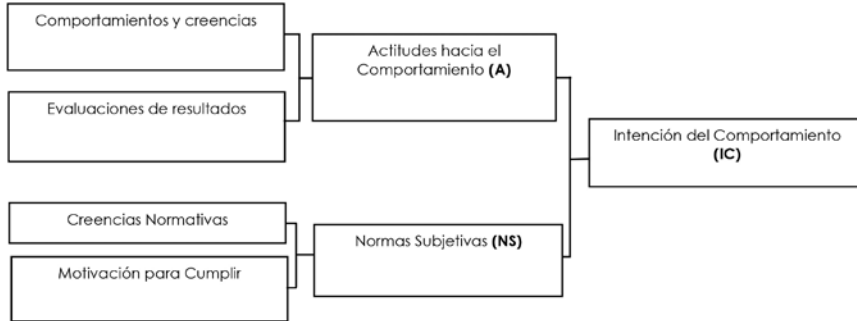 Comportamientos y creencias
Evaluaciones de resultados
Actitudes hacia el
Comportamiento (A)
Creencias Normativas
Motivación para Cumplir
Normas Subjetivas (NS)
Intención del Comportamiento
(IC)